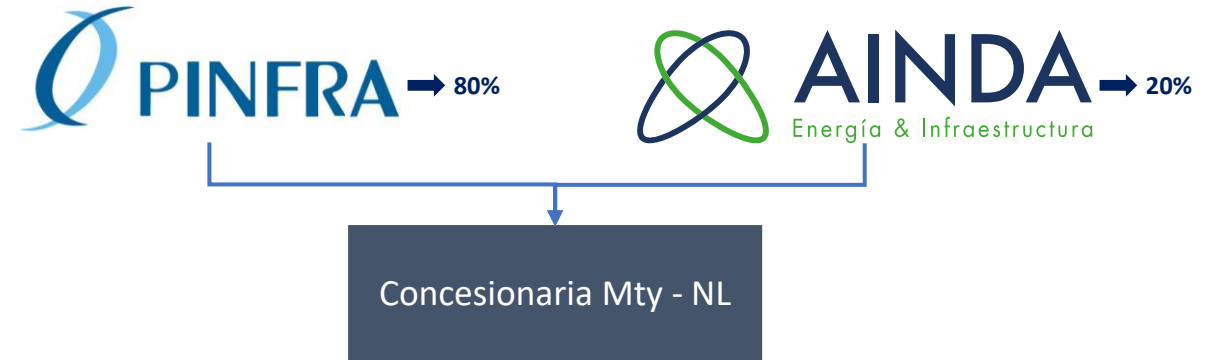 PINFRA
80%
AINDA
Energía & Infraestructura
20%
Concesionaria Mty - NL